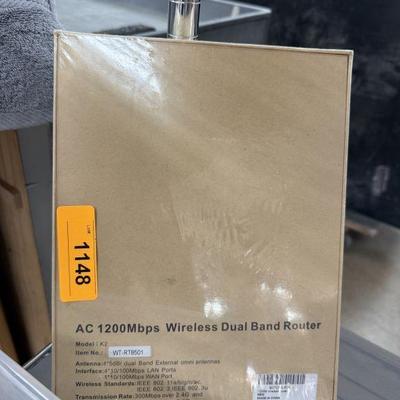 LOW
1148
AC 1200Mbps Wireless Dual Band Router
Model : K2
Item No.: WT-RT8501
Antenna:4*5dBi dual Band External omni antennas
Interface:4*10/100Mbps LAN Ports
1*10/100Mbps WAN Port
Wireless Standards:IEEE 802.11a/b/g/n/ac,
IEEE 802.3,IEEE 802.3u
Transmission Rate:300Mbps over 2.4G and